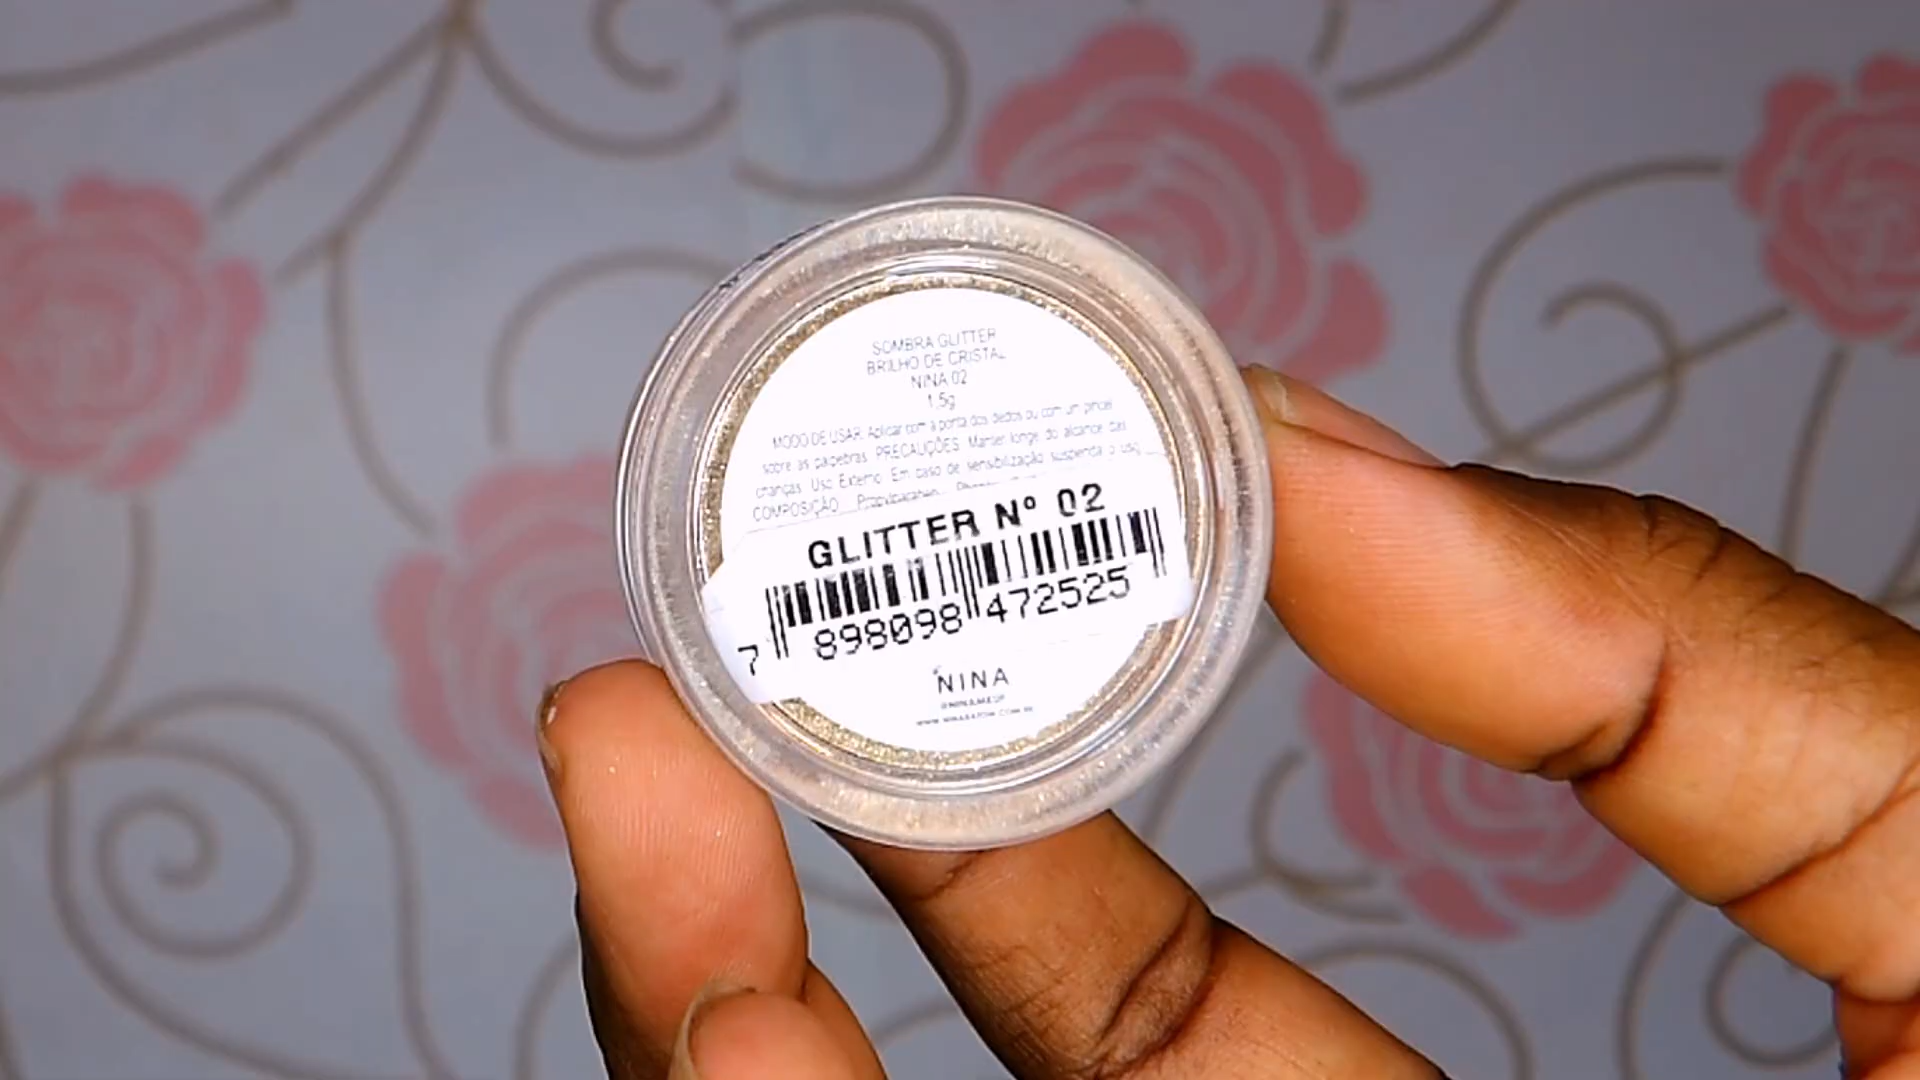 SOMBRA GLITTER
BRILHO DE CRISTAL
NINA 02
1,5g
MODO DE USAR: Aplicar com a ponta dos dedos ou com um pincel
sobre as pálpebras. PRECAUÇÕES: Manter longe do alcance das
crianças. Uso Externo. Em caso de sensibilização suspenda o uso
COMPOSIÇÃO Propylparaben
GLITTER Nº 02
7 898098 472525
NINA
@NINAMEUP